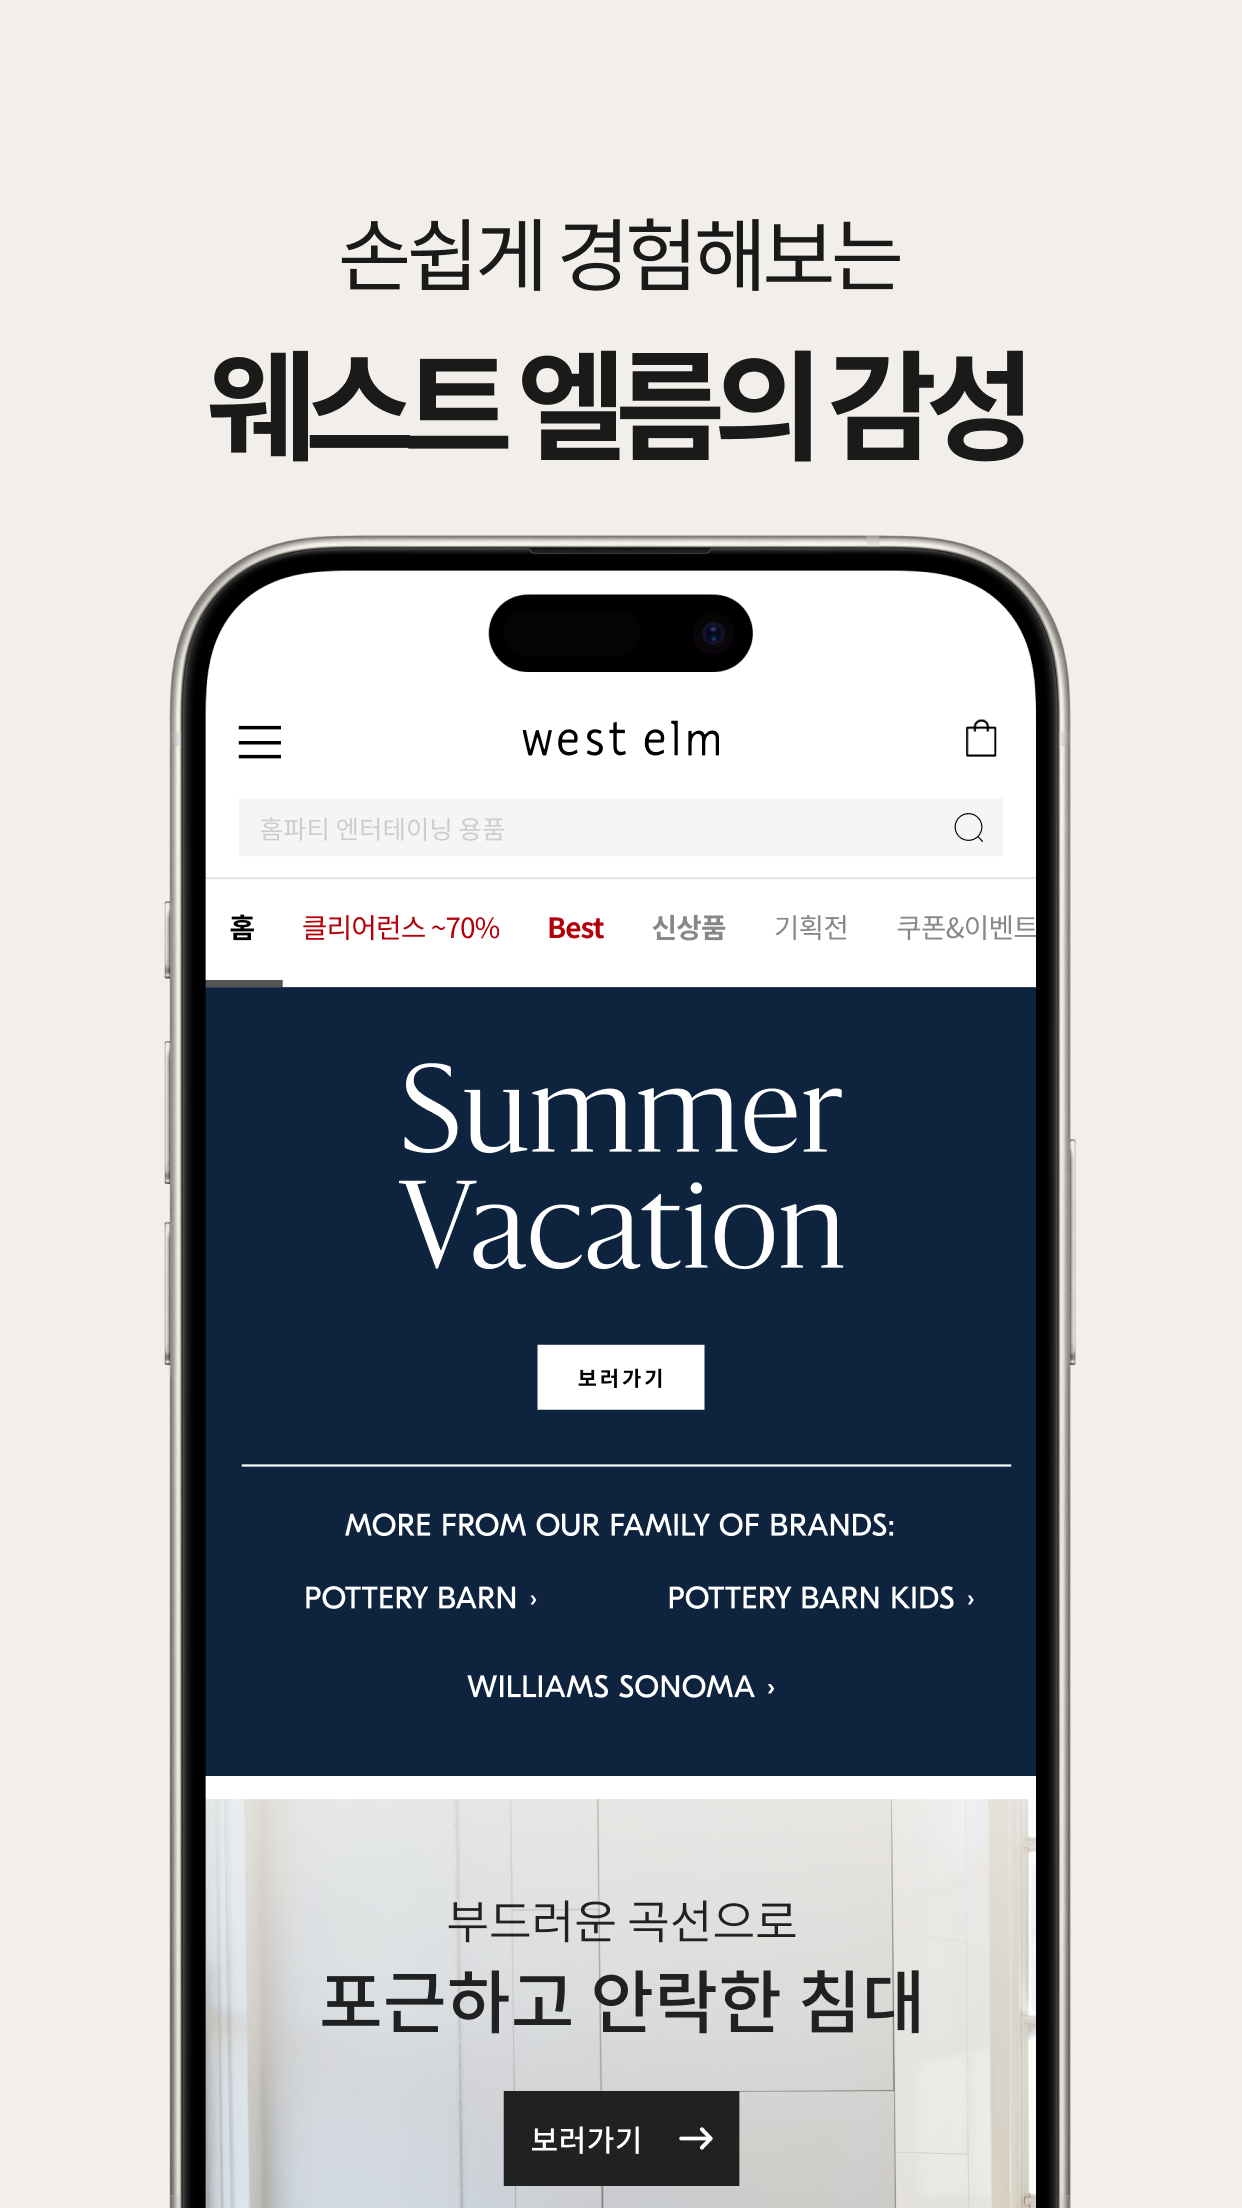 손쉽게 경험해보는
웨스트 엘름의 감성
west elm
홈파티 엔터테이닝 용품
홈 클리어런스 ~70% Best 신상품 기획전 쿠폰&이벤트
Summer
Vacation
보러가기
MORE FROM OUR FAMILY OF BRANDS:
POTTERY BARN › POTTERY BARN KIDS ›
WILLIAMS SONOMA ›
부드러운 곡선으로
포근하고 안락한 침대
보러가기 →